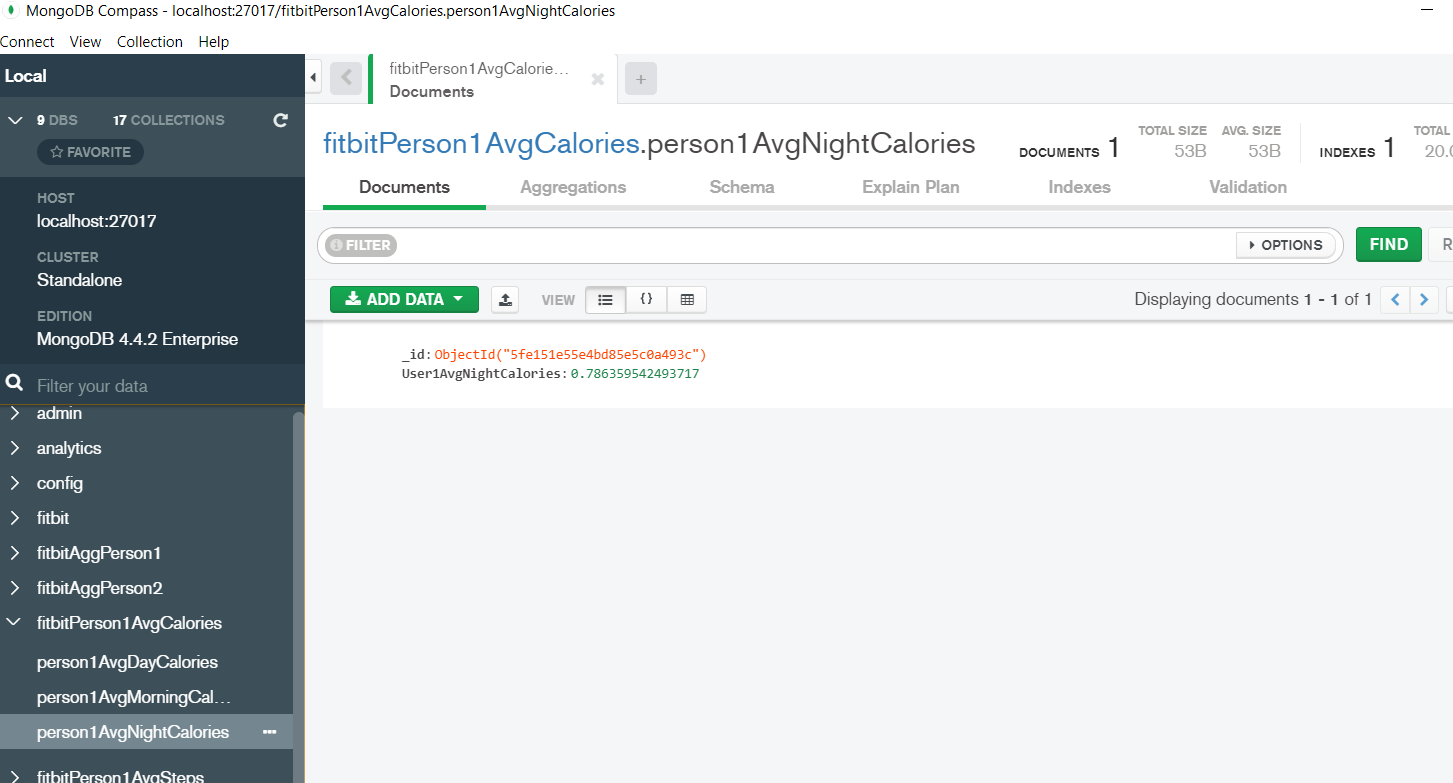 MongoDB Compass - localhost:27017/fitbitPerson1AvgCalories.person1AvgNightCalories
Connect View Collection Help
Local
9 DBS 17 COLLECTIONS
FAVORITE
HOST
localhost:27017
CLUSTER
Standalone
EDITION
MongoDB 4.4.2 Enterprise
Filter your data
admin
analytics
config
fitbit
fitbitAggPerson1
fitbitAggPerson2
fitbitPerson1AvgCalories
person1AvgDayCalories
person1AvgMorningCal...
person1AvgNightCalories
fitbitPerson1AvgSteps
fitbitPerson1AvgCalorie...
Documents
fitbitPerson1AvgCalories.person1AvgNightCalories
DOCUMENTS 1
TOTAL SIZE AVG. SIZE
53B 53B
INDEXES 1
TOTAL
20.0
Documents Aggregations Schema Explain Plan Indexes Validation
FILTER
OPTIONS
FIND
R
ADD DATA
VIEW
{}
Displaying documents 1 - 1 of 1
_id: ObjectId("5fe151e55e4bd85e5c0a493c")
User1AvgNightCalories: 0.786359542493717